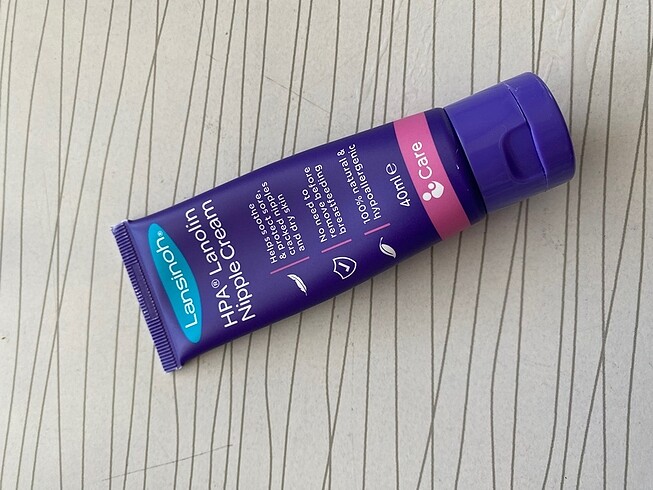 Lansinoh®
HPA® Lanolin
Nipple Cream
Helps soothe
& protect sore,
cracked nipples
and dry skin
No need to
remove before
breastfeeding
100% natural &
hypoallergenic
40ml℮
Care